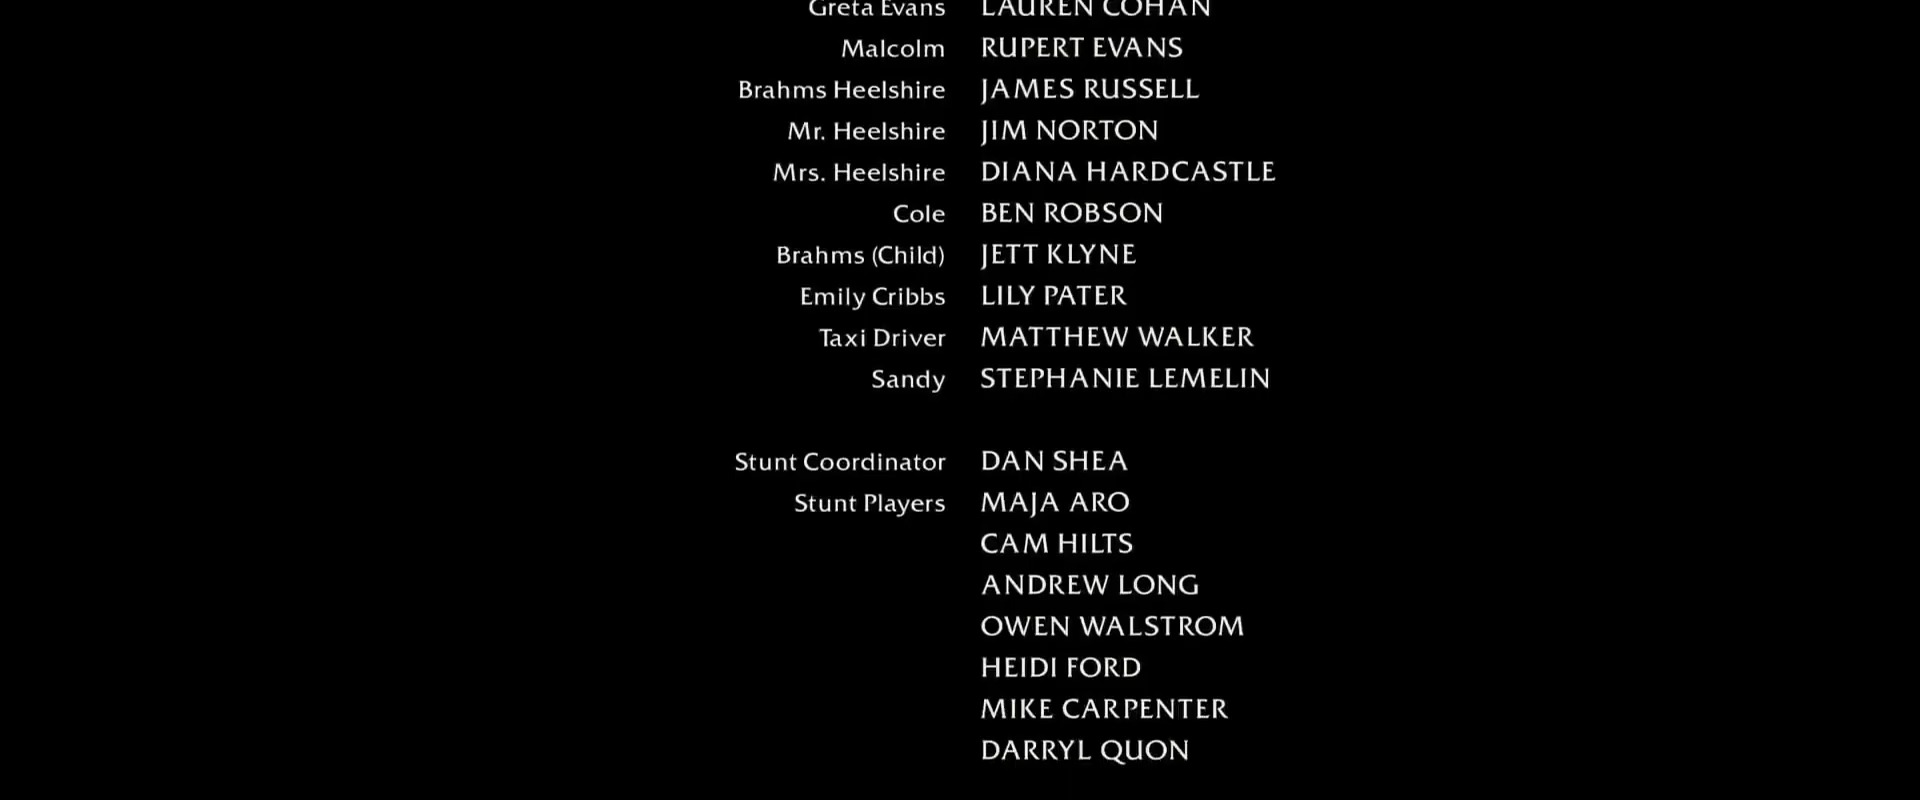 Greta Evans LAUREN COHAN
Malcolm RUPERT EVANS
Brahms Heelshire JAMES RUSSELL
Mr. Heelshire JIM NORTON
Mrs. Heelshire DIANA HARDCASTLE
Cole BEN ROBSON
Brahms (Child) JETT KLYNE
Emily Cribbs LILY PATER
Taxi Driver MATTHEW WALKER
Sandy STEPHANIE LEMELIN
Stunt Coordinator DAN SHEA
Stunt Players MAJA ARO
CAM HILTS
ANDREW LONG
OWEN WALSTROM
HEIDI FORD
MIKE CARPENTER
DARRYL QUON